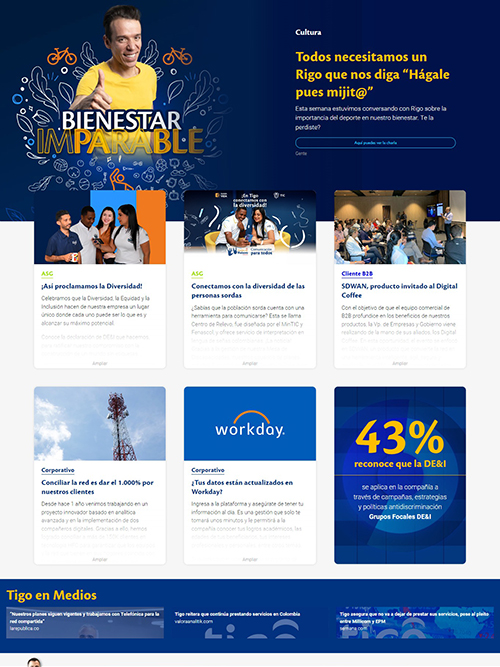 Cultura
Todos necesitamos un
Rigo que nos diga “Hágale
pues mijit@”
Esta semana estuvimos conversando con Rigo sobre la
importancia del deporte en nuestro bienestar. Te la
perdiste?
Aquí puedes ver la charla
Gente
BIENESTAR
IMPARABLE
ASG
¡Así proclamamos la Diversidad!
Celebramos que la Diversidad, la Equidad y la
Inclusión hacen de nuestra empresa un lugar
único donde cada uno puede ser lo que es y
alcanzar su máximo potencial.
Conoce la declaración de DE&I que hacemos
Ampliar
¡En Tigo
conectamos con
la diversidad!
ASG
Conectamos con la diversidad de las
personas sordas
¿Sabías que la población sorda cuenta con una
herramienta para comunicarse? Esta se llama
Centro de Relevo, fue diseñada por el MinTIC y
Fenascol y ofrece servicio de interpretación en
Ampliar
Cliente B2B
SDWAN, producto invitado al Digital
Coffee
Con el objetivo de que el equipo comercial de
B2B profundice en los beneficios de nuestros
productos, la Vp. de Empresas y Gobierno viene
realizando de la mano de sus aliados, los Digital
Ampliar
Corporativo
Conciliar la red es dar el 1.000% por
nuestros clientes
Desde hace 1 año venimos trabajando en un
proyecto innovador basado en analítica
avanzada y en la implementación de dos
compañeros digitales. Gracias a ello, hemos
Ampliar
workday.
Corporativo
¿Tus datos están actualizados en
Workday?
Ingresa a la plataforma y asegúrate de tener tu
información al día. Es una gestión que solo te
tomará unos minutos y le permitirá a la
compañía conocer tus logros académicos, las
Ampliar
43%
reconoce que la DE&I
se aplica en la compañía a
través de campañas, estrategias
y políticas antidiscriminación
Grupos Focales DE&I
Tigo en Medios
"Nuestros planes siguen vigentes y trabajamos con Telefónica para la
red compartida"
larepublica.co
Tigo reitera que continúa prestando servicios en Colombia
valoraanalitik.com
Tigo asegura que no va a dejar de prestar sus servicios, pese al pleito
entre Millicom y EPM
semana.com